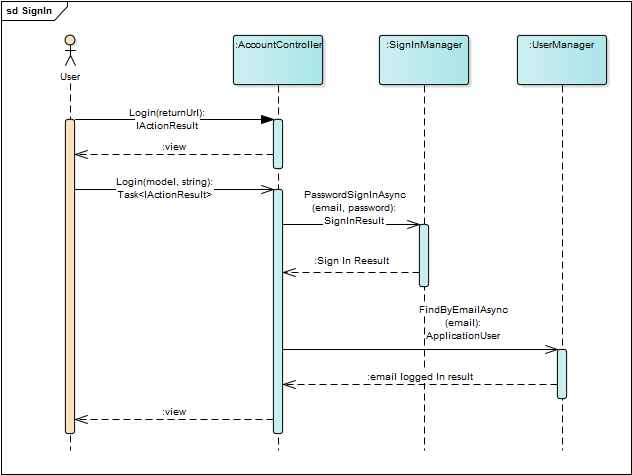 sd SignIn
User
:AccountController
:SignInManager
:UserManager
Login(returnUrl):
IActionResult
:view
Login(model, string):
Task<IActionResult>
PasswordSignInAsync
(email, password):
SignInResult
:Sign In Reesult
FindByEmailAsync
(email):
ApplicationUser
:email logged In result
:view